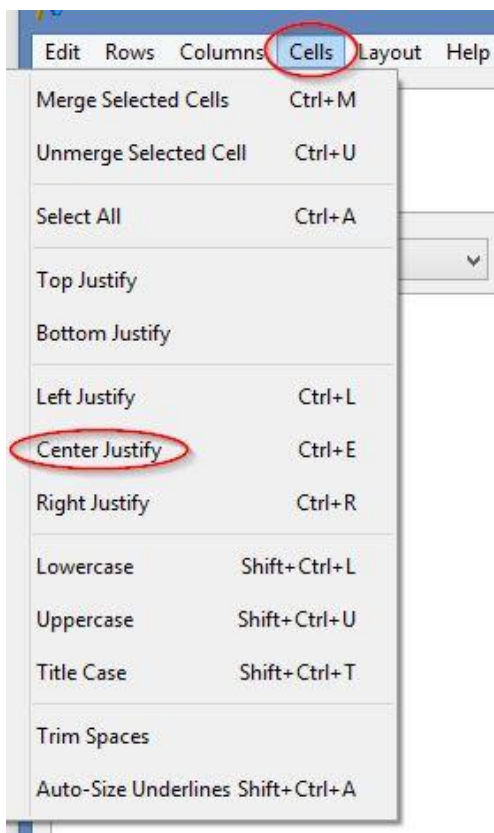 Edit Rows Columns Cells Layout Help
Merge Selected Cells Ctrl+M
Unmerge Selected Cell Ctrl+U
Select All Ctrl+A
Top Justify
Bottom Justify
Left Justify Ctrl+L
Center Justify Ctrl+E
Right Justify Ctrl+R
Lowercase Shift+Ctrl+L
Uppercase Shift+Ctrl+U
Title Case Shift+Ctrl+T
Trim Spaces
Auto-Size Underlines Shift+Ctrl+A